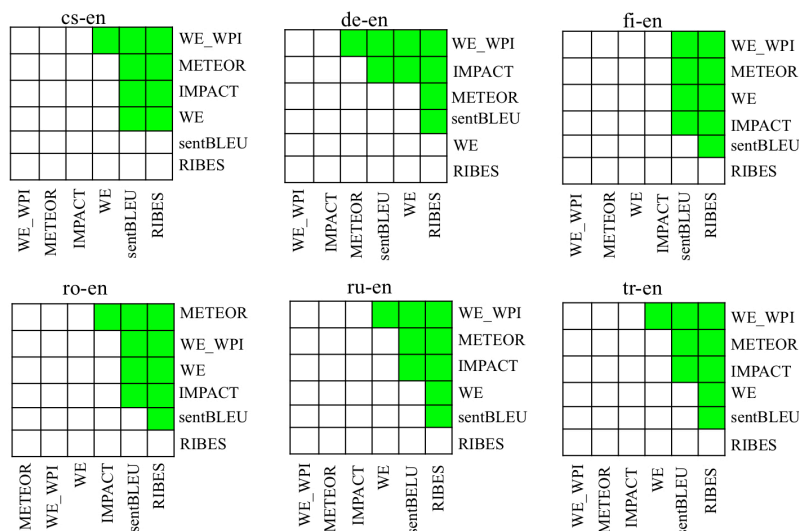 cs-en
WE_WPI
METEOR
IMPACT
WE
sentBLEU
RIBES
WE_WPI
METEOR
IMPACT
WE
sentBLEU
RIBES
de-en
WE_WPI
IMPACT
METEOR
sentBLEU
WE
RIBES
WE_WPI
IMPACT
METEOR
sentBLEU
WE
RIBES
fi-en
WE_WPI
METEOR
WE
IMPACT
sentBLEU
RIBES
WE_WPI
METEOR
WE
IMPACT
sentBLEU
RIBES
ro-en
METEOR
WE_WPI
WE
IMPACT
sentBLEU
RIBES
METEOR
WE_WPI
WE
IMPACT
sentBLEU
RIBES
ru-en
WE_WPI
METEOR
IMPACT
WE
sentBLEU
RIBES
WE_WPI
METEOR
IMPACT
WE
sentBELU
RIBES
tr-en
WE_WPI
METEOR
IMPACT
WE
sentBLEU
RIBES
WE_WPI
METEOR
IMPACT
WE
sentBLEU
RIBES